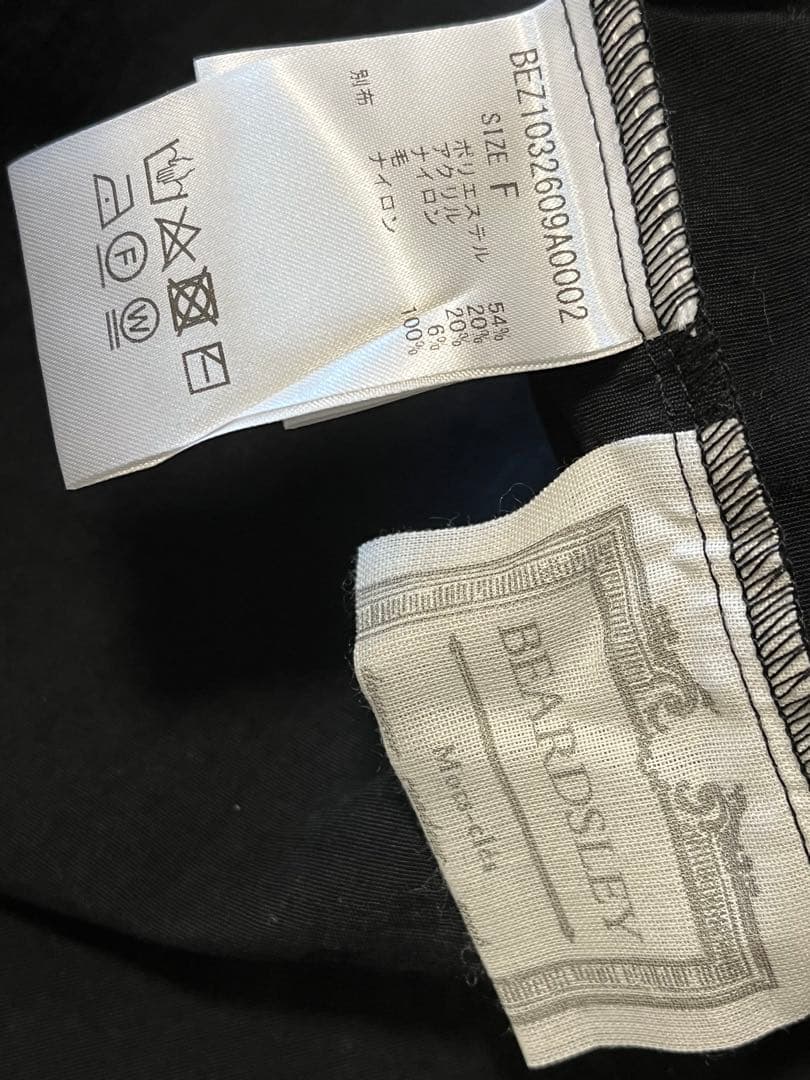 BEZ1032609A0002
SIZE F
ポリエステル 54%
アクリル 20%
ナイロン 20%
毛 6%
別布 ナイロン 100%
F
W
BEARDSLEY